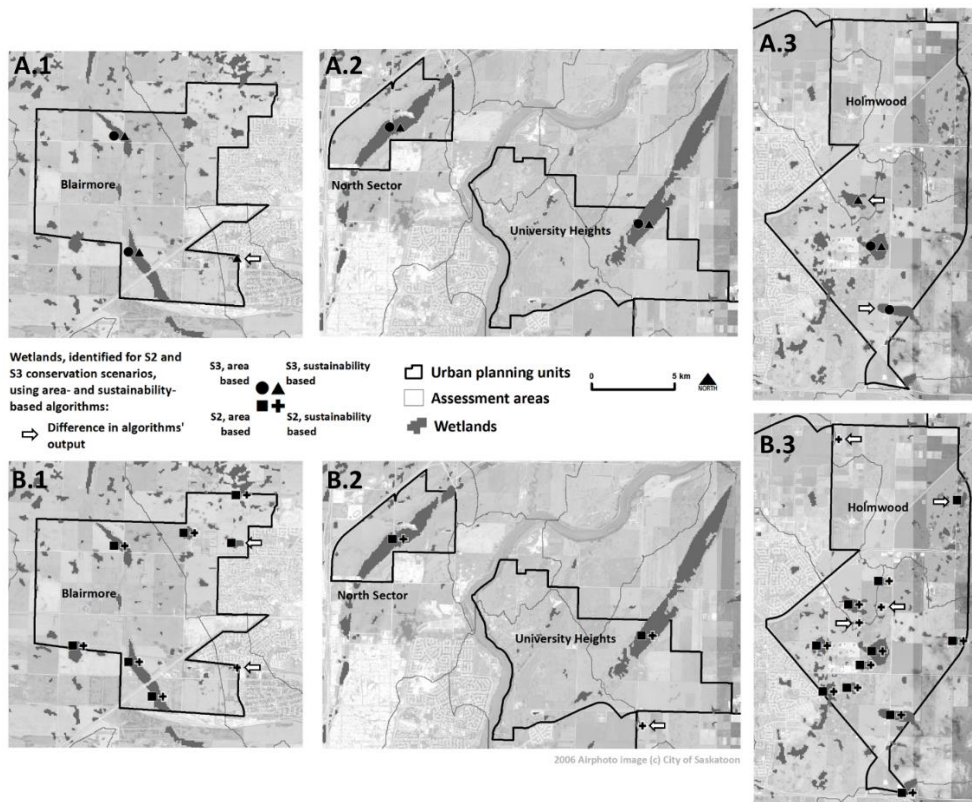 A.1
Blairmore
A.2
North Sector
University Heights
A.3
Holmwood
Wetlands, identified for S2 and
S3 conservation scenarios,
using area- and sustainability-
based algorithms:
Difference in algorithms'
output
S3, area
based
S3, sustainability
based
S2, area
based
S2, sustainability
based
Urban planning units
Assessment areas
Wetlands
0
5 km
NORTH
B.1
Blairmore
B.2
North Sector
University Heights
2006 Airphoto image (c) City of Saskatoon
B.3
Holmwood